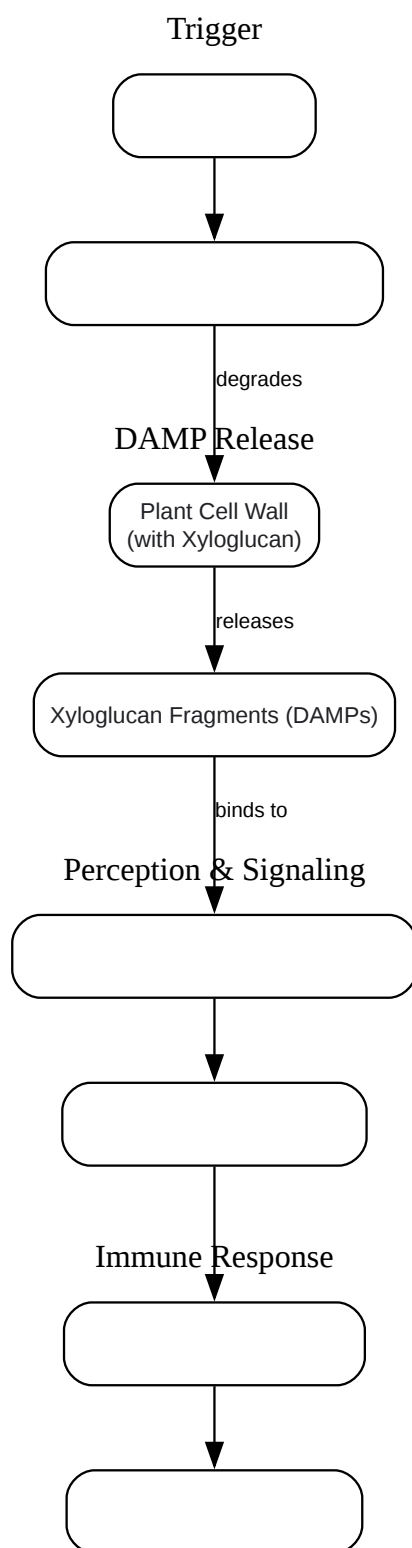 Trigger
degrades
DAMP Release
Plant Cell Wall
(with Xyloglucan)
releases
Xyloglucan Fragments (DAMPs)
binds to
Perception & Signaling
Immune Response